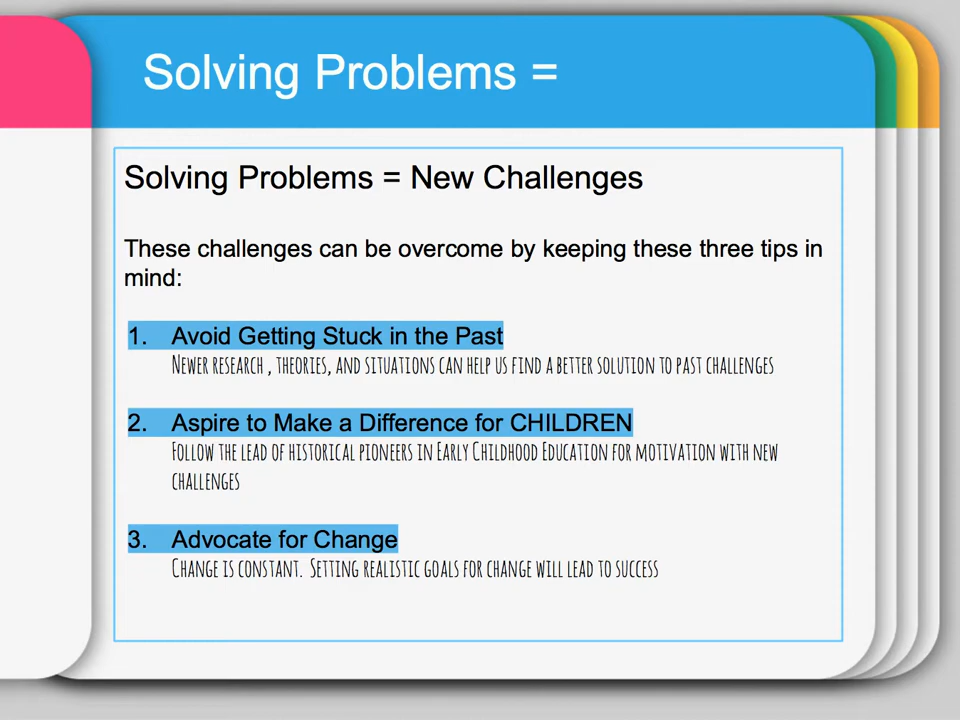 Solving Problems =
Solving Problems = New Challenges
These challenges can be overcome by keeping these three tips in
mind:
1. Avoid Getting Stuck in the Past
Newer research , theories, and situations can help us find a better solution to past challenges
2. Aspire to Make a Difference for CHILDREN
Follow the lead of historical pioneers in Early Childhood Education for motivation with new
challenges
3. Advocate for Change
Change is constant. Setting realistic goals for change will lead to success